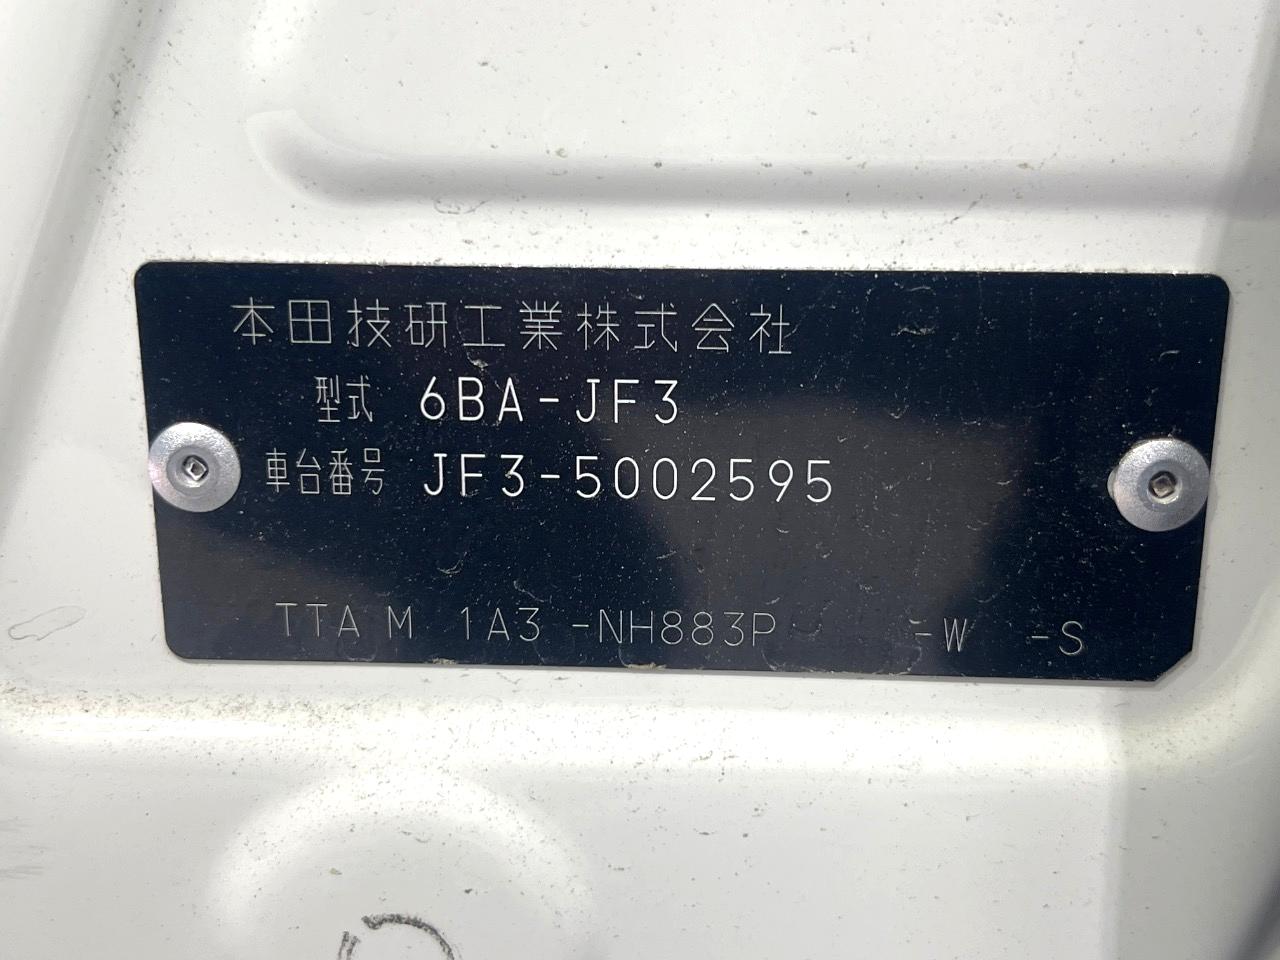 本田技研工業株式会社
型式 6BA-JF3
車台番号 JF3-5002595
TTA M 1A3 -NH883P -W -S